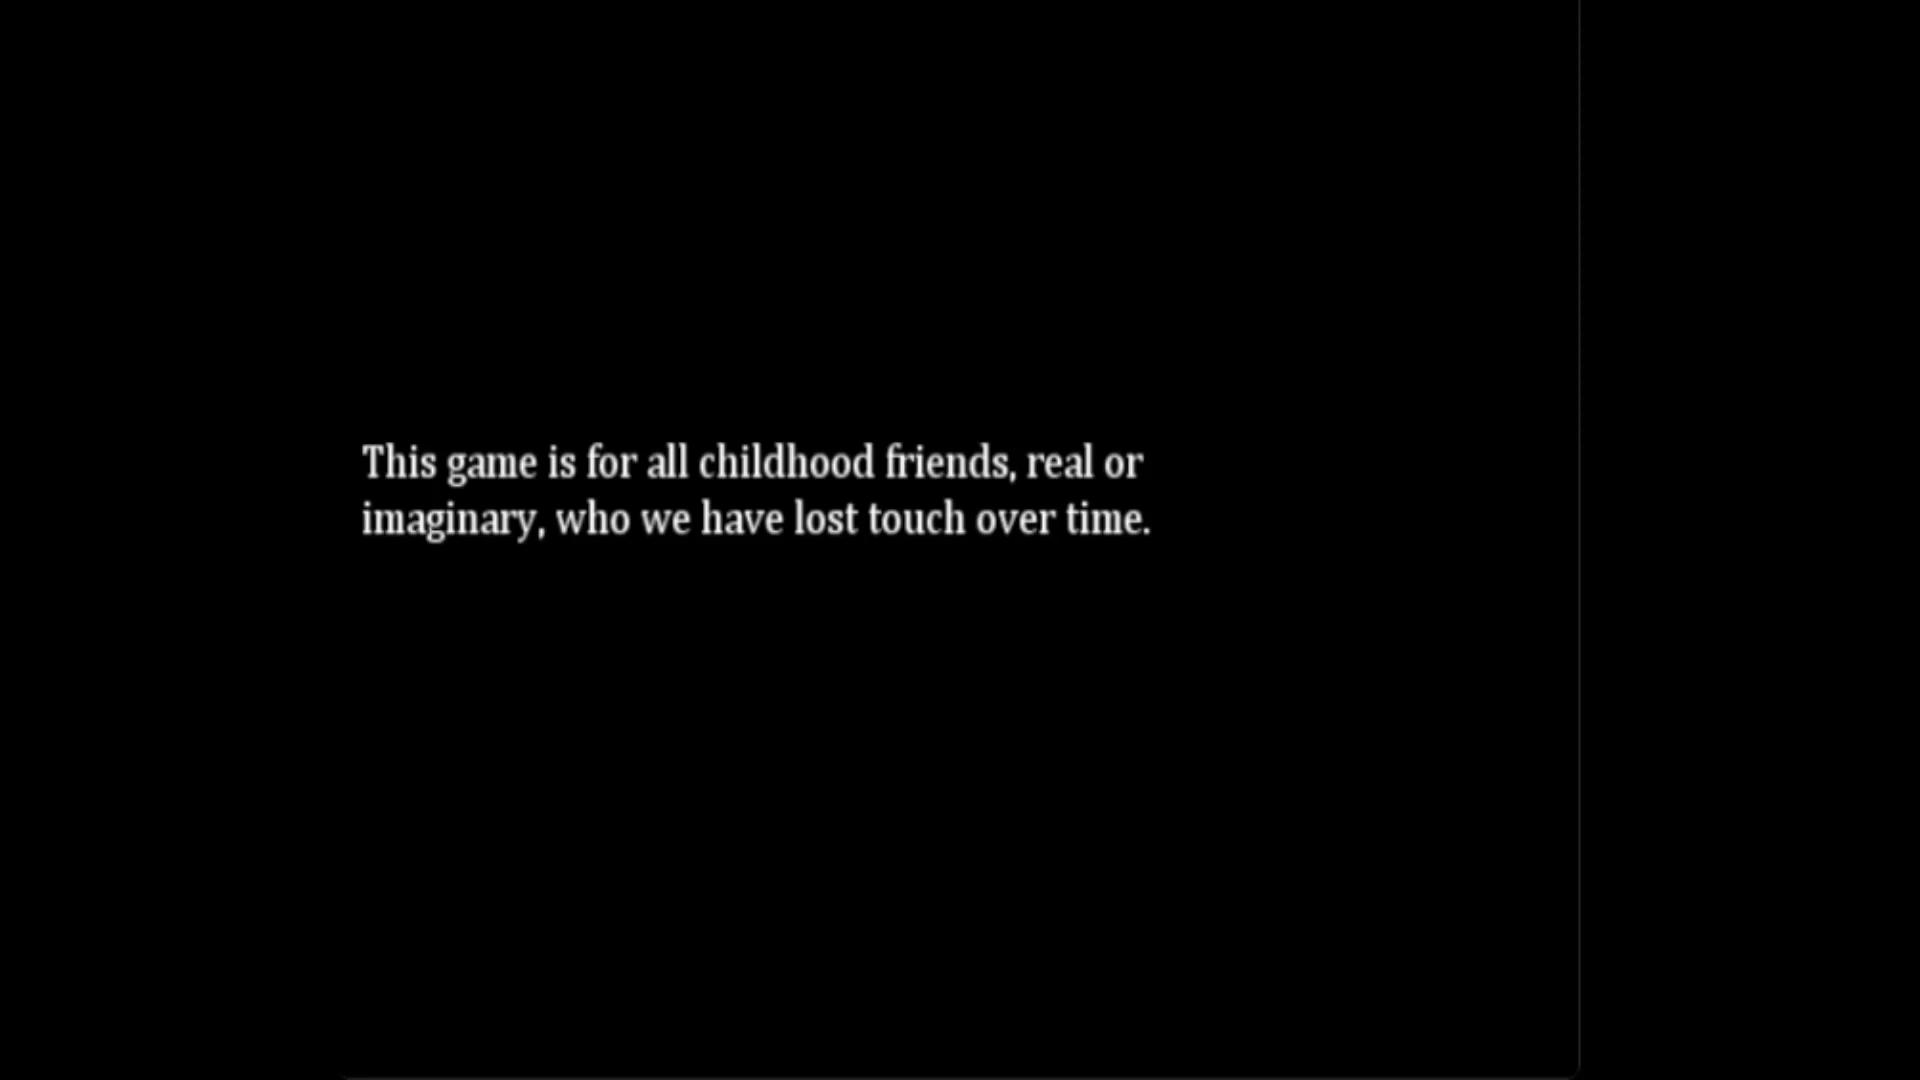 This game is for all childhood friends, real or
imaginary, who we have lost touch over time.